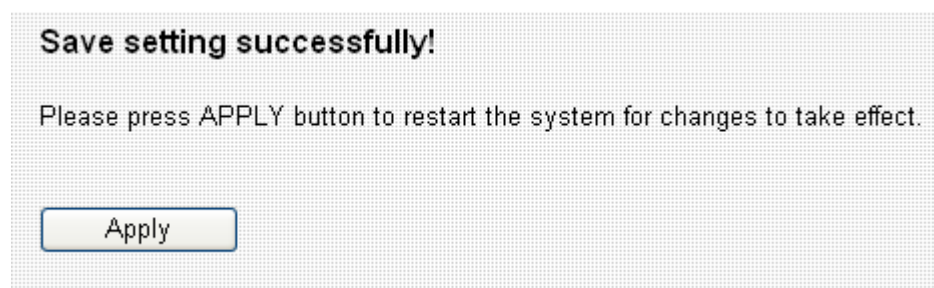 Save setting successfully!
Please press APPLY button to restart the system for changes to take effect.
Apply